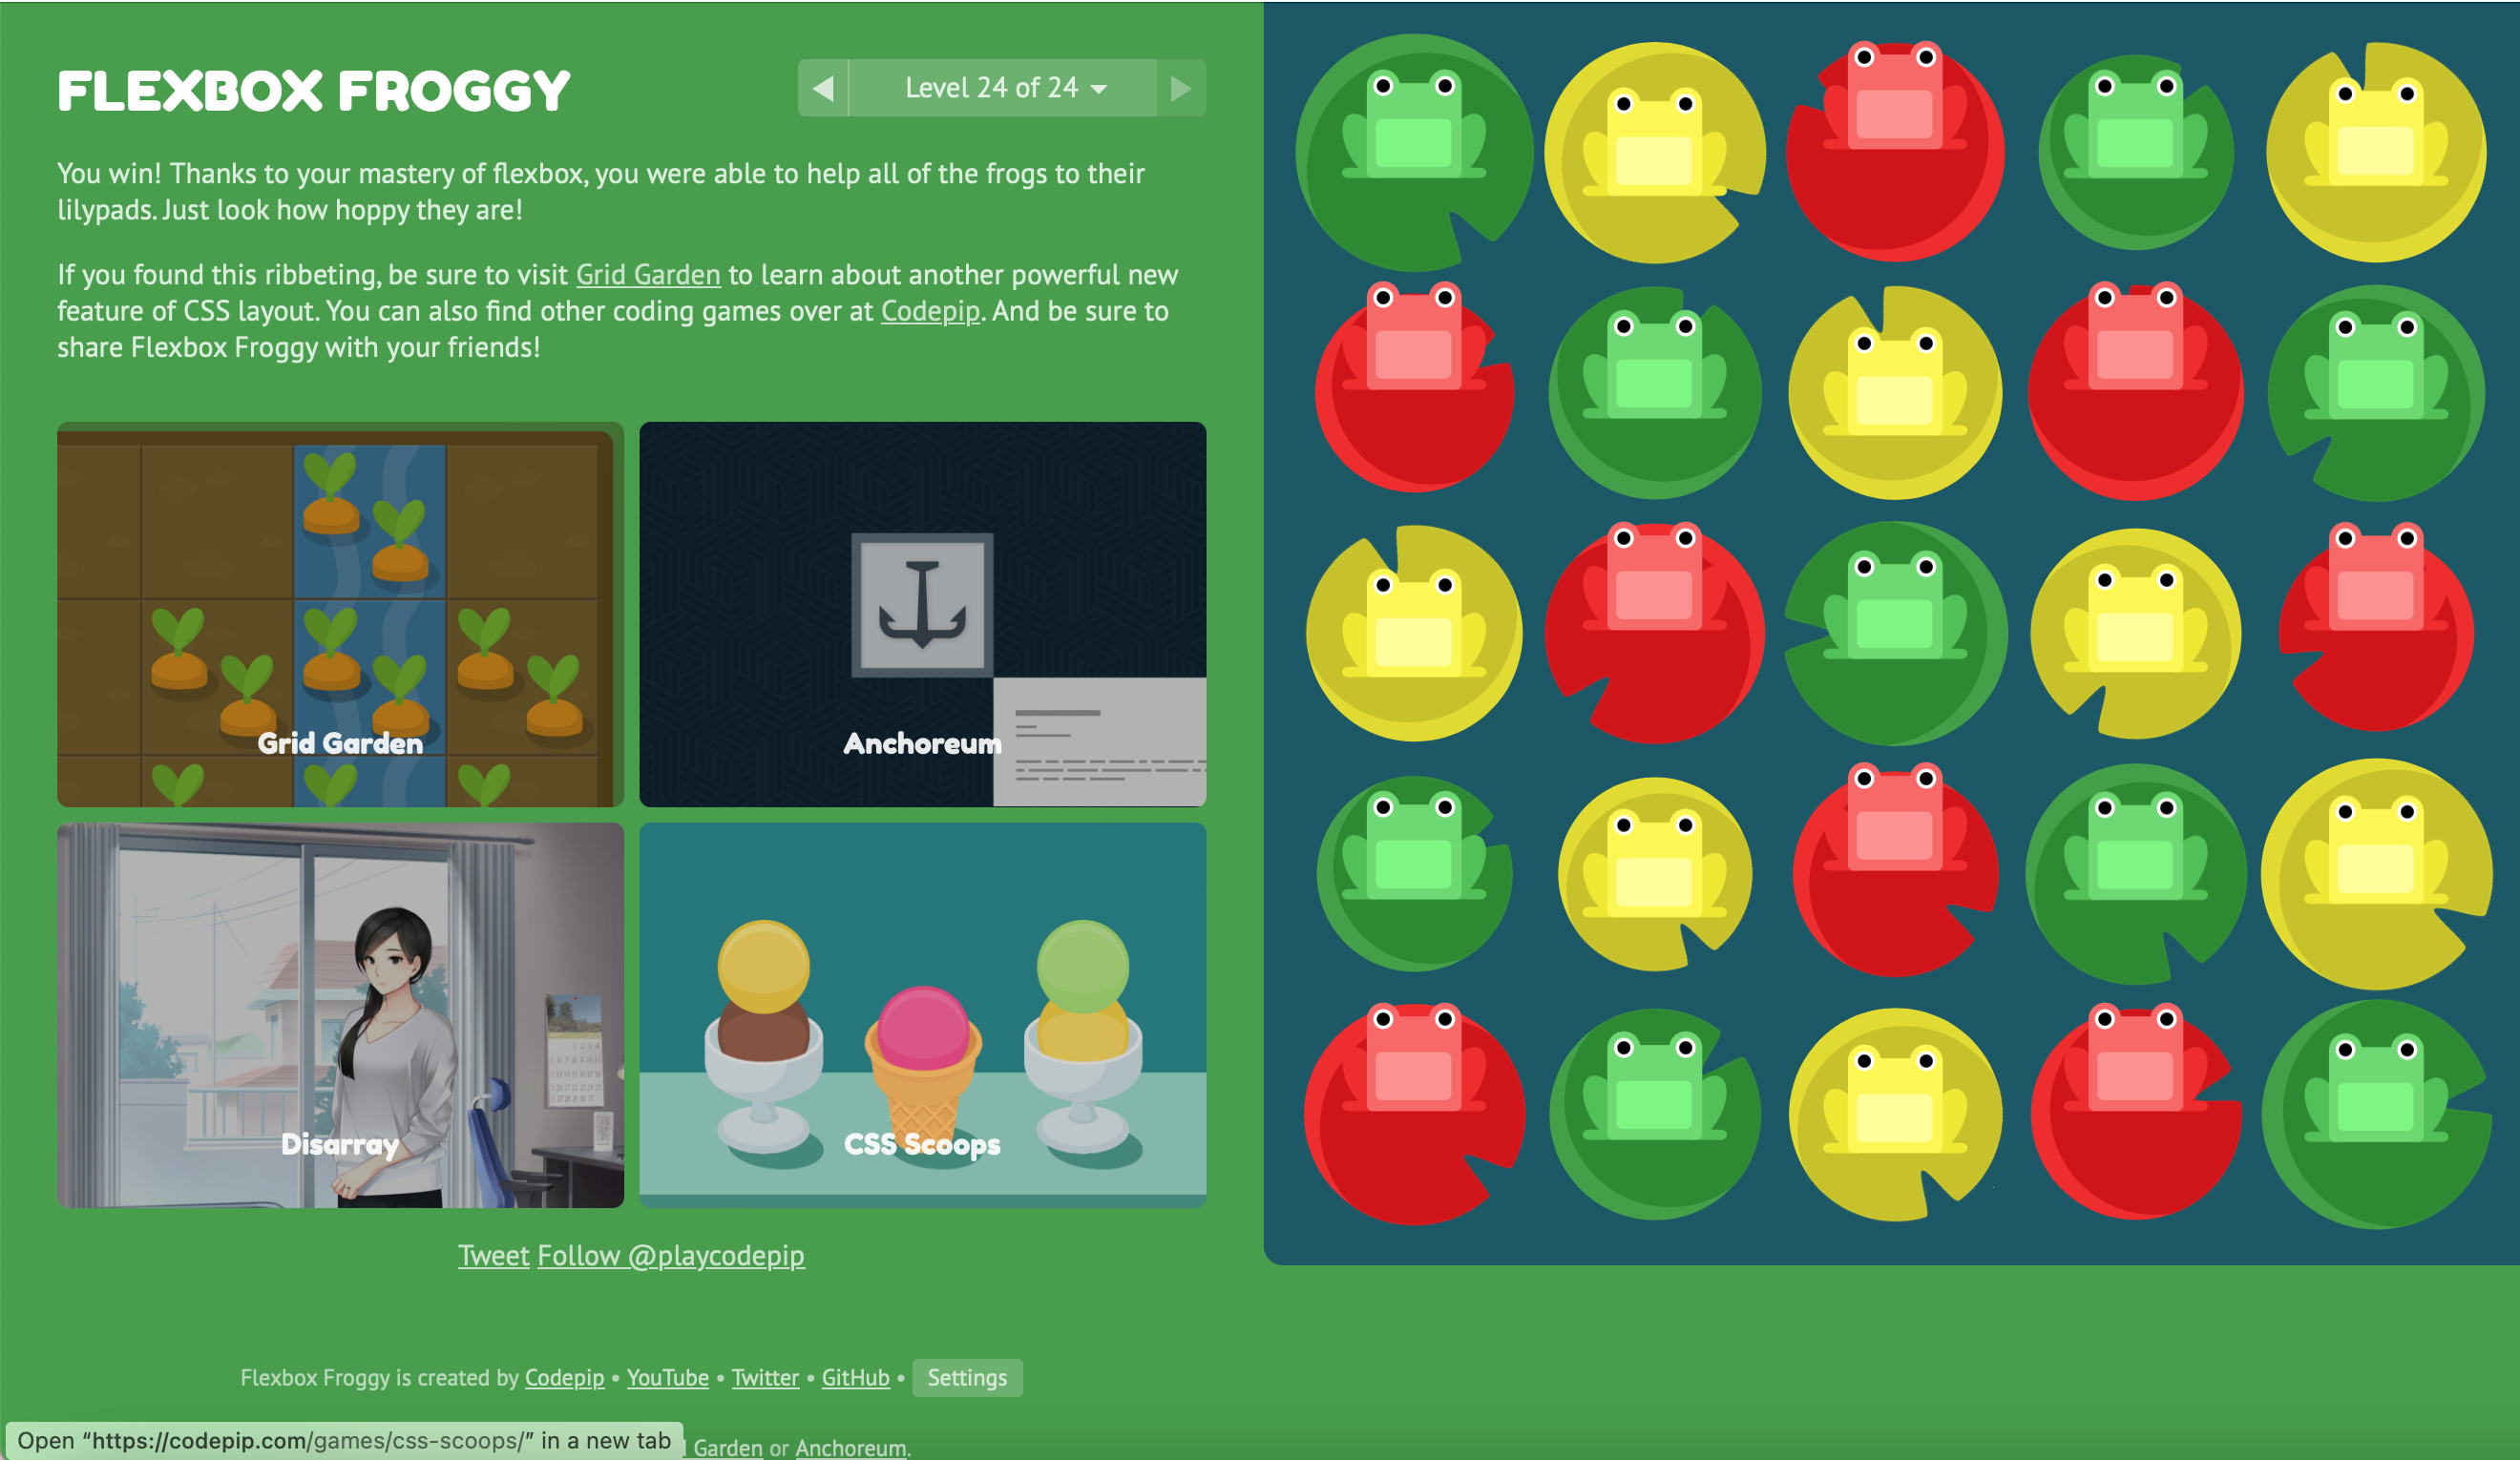 FLEXBOX FROGGY
Level 24 of 24
You win! Thanks to your mastery of flexbox, you were able to help all of the frogs to their
lilypads. Just look how hoppy they are!
If you found this ribbeting, be sure to visit Grid Garden to learn about another powerful new
feature of CSS layout. You can also find other coding games over at Codepip. And be sure to
share Flexbox Froggy with your friends!
Grid Garden
Anchoreum
Disarray
CSS Scoops
Tweet Follow @playcodepip
Flexbox Froggy is created by Codepip • YouTube • Twitter • GitHub • Settings
Open “https://codepip.com/games/css-scoops/” in a new tab
Garden or Anchoreum.